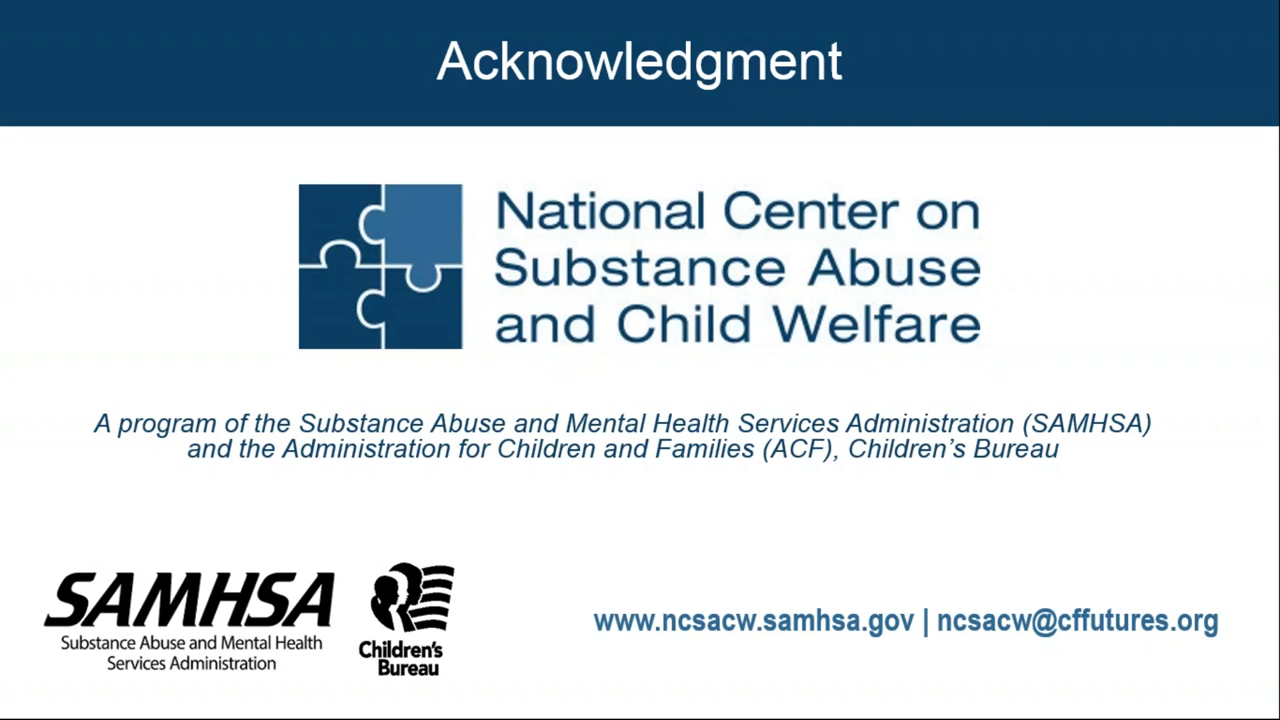 Acknowledgment
National Center on
Substance Abuse
and Child Welfare
A program of the Substance Abuse and Mental Health Services Administration (SAMHSA)
and the Administration for Children and Families (ACF), Children’s Bureau
SAMHSA
Substance Abuse and Mental Health
Services Administration
Children's
Bureau
www.ncsacw.samhsa.gov | ncsacw@cffutures.org